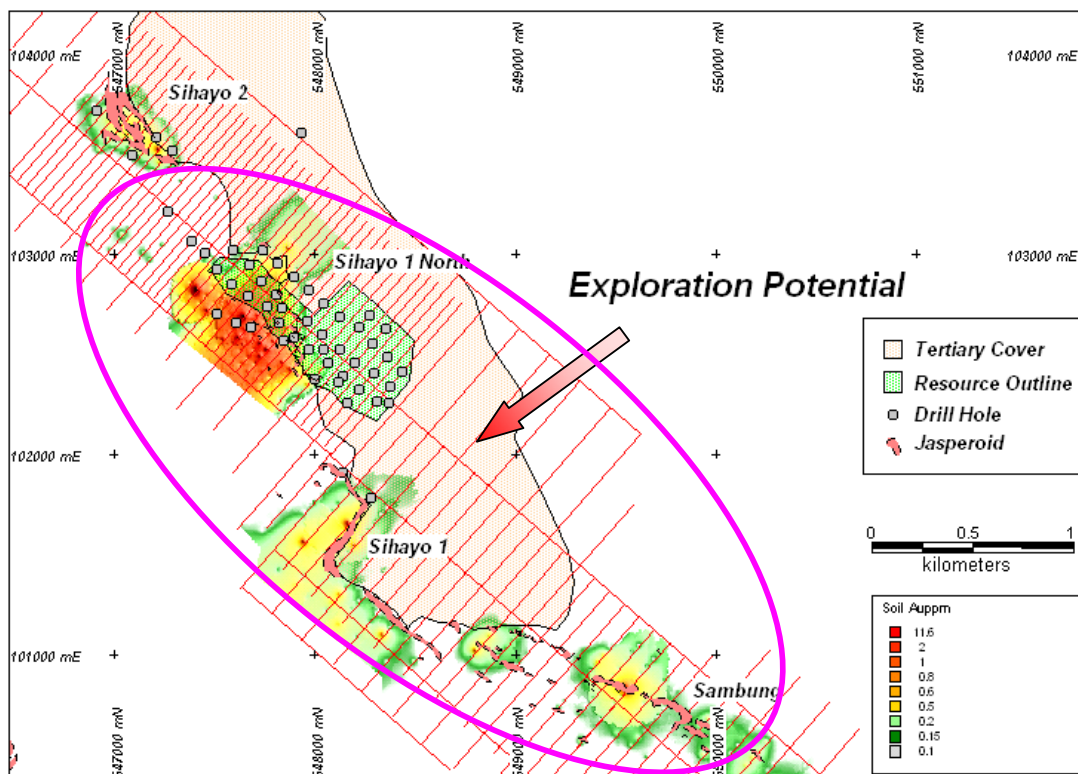 547000 mN
548000 mN
549000 mN
550000 mN
551000 mN
104000 mE
104000 mE
Sihayo 2
103000 mE
Sihayo 1 North
103000 mE
Exploration Potential
Tertiary Cover
Resource Outline
Drill Hole
Jasperoid
102000 mE
Sihayo 1
0 0.5 1
kilometers
Soil Auppm
11.6
2
1
0.8
0.6
0.5
0.2
0.15
0.1
101000 mE
Sambung
547000 mN
548000 mN
549000 mN
550000 mN